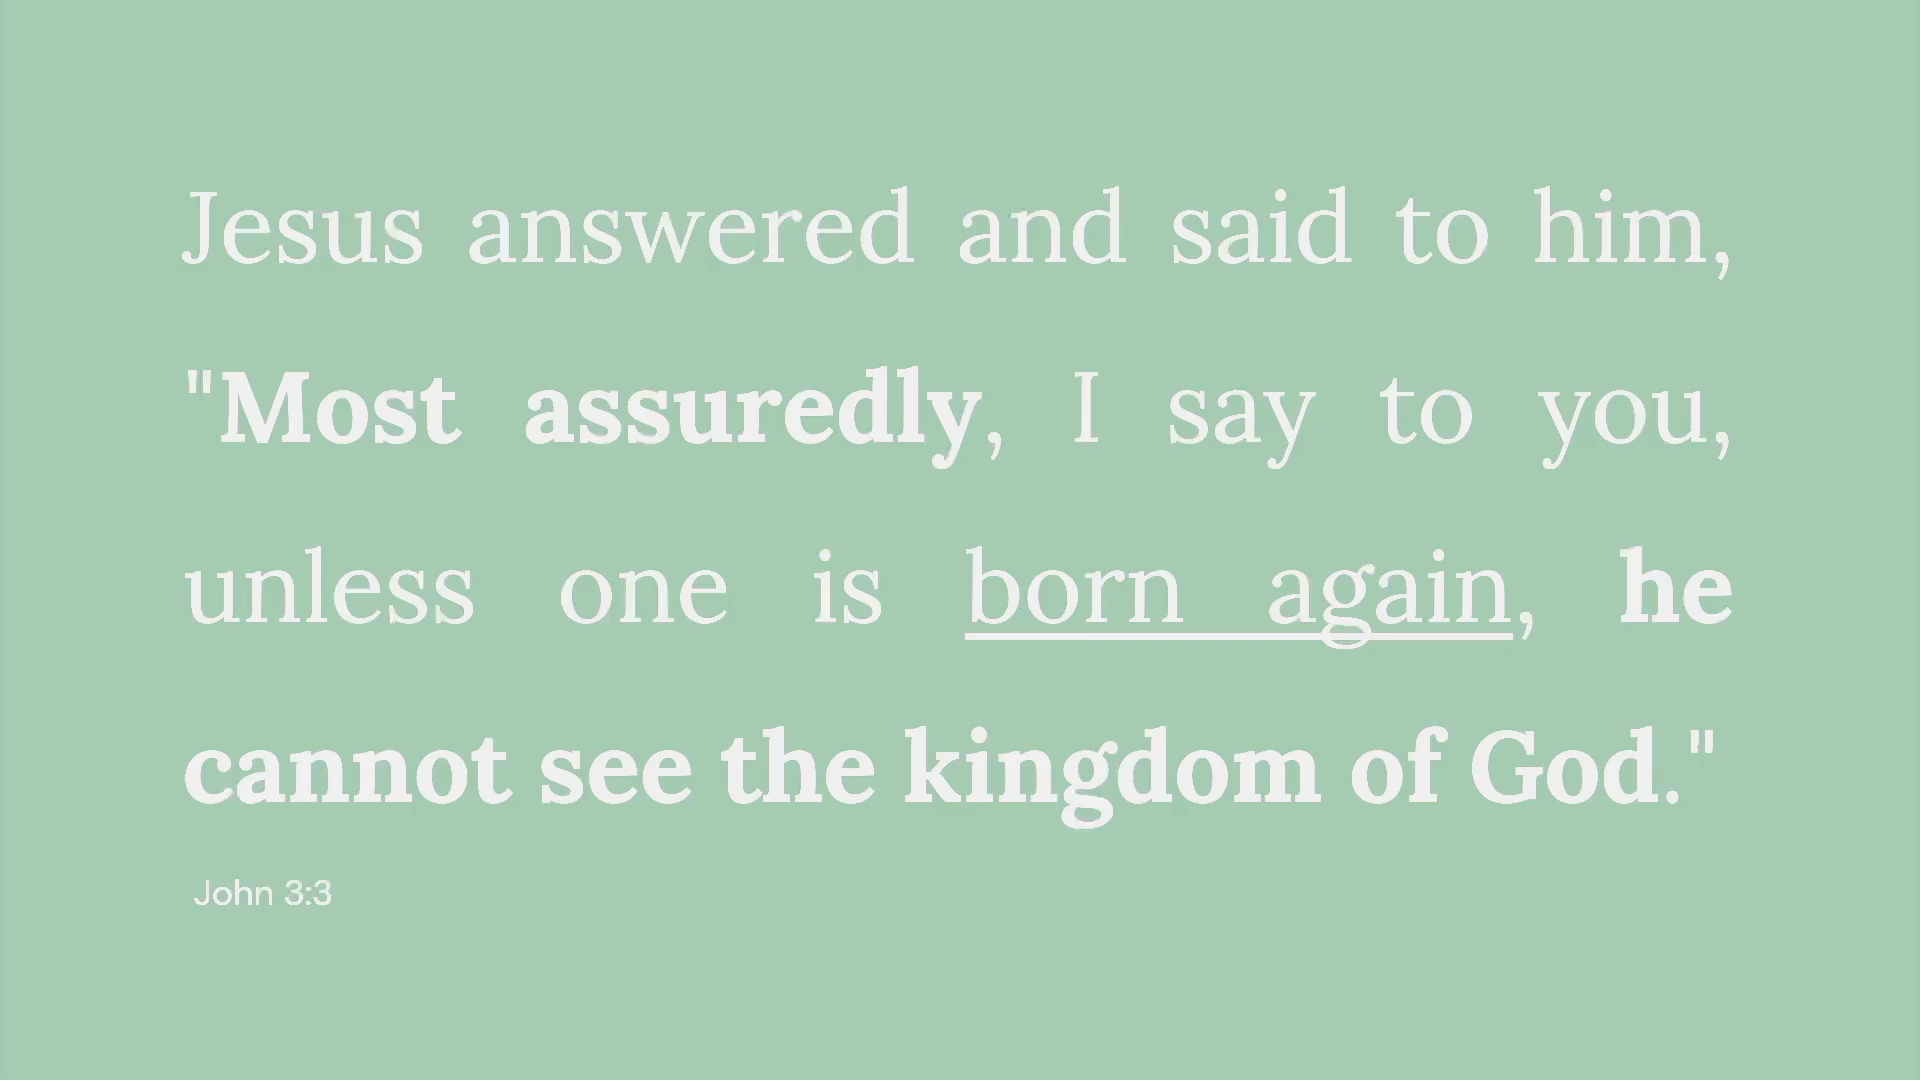 Jesus answered and said to him,
"Most assuredly, I say to you,
unless one is born again, he
cannot see the kingdom of God."
John 3:3